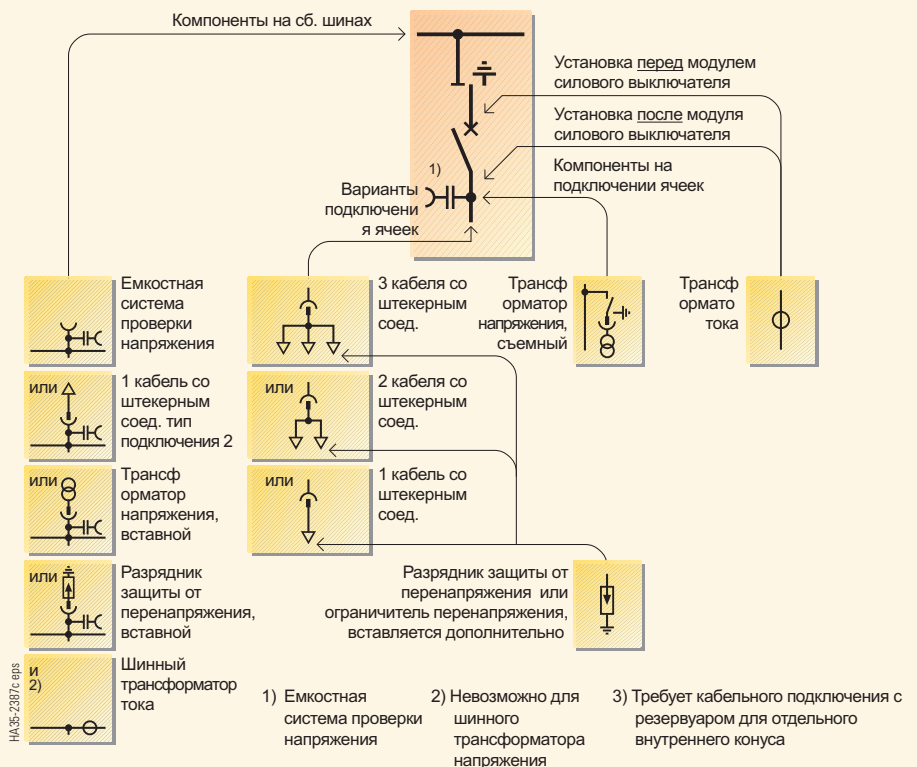 Компоненты на сб. шинах
Установка перед модулем
силового выключателя
Установка после модуля
силового выключателя
Компоненты на
подключении ячеек
1)
Варианты
подключени
я ячеек
Емкостная
система
проверки
напряжения
3 кабеля со
штекерным
соед.
Трансф
орматор
напряжения,
съемный
Трансф
ормато
тока
или
1 кабель со
штекерным
соед. тип
подключения 2
или
2 кабеля со
штекерным
соед.
или
Трансф
орматор
напряжения,
вставной
или
1 кабель со
штекерным
соед.
или
Разрядник
защиты от
перенапряжения,
вставной
Разрядник защиты от
перенапряжения или
ограничитель перенапряжения,
вставляется дополнительно
и
2)
Шинный
трансформатор
тока
1) Емкостная
система проверки
напряжения
2) Невозможно для
шинного
трансформатора
напряжения
3) Требует кабельного подключения с
резервуаром для отдельного
внутреннего конуса
HA35-2387c eps